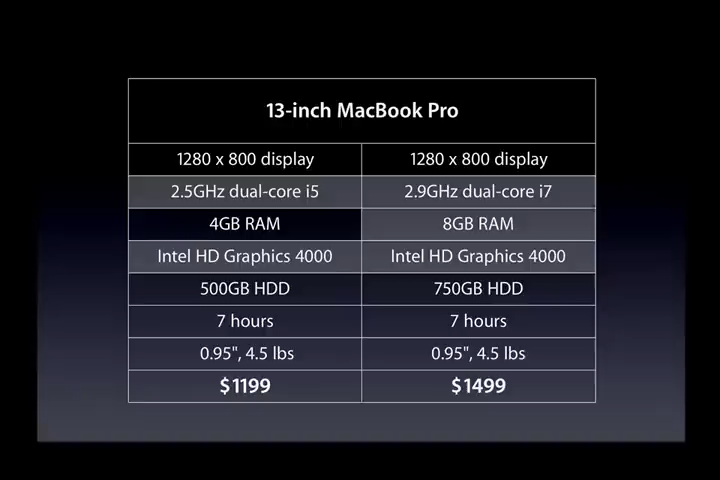 13-inch MacBook Pro
1280 x 800 display 1280 x 800 display
2.5GHz dual-core i5 2.9GHz dual-core i7
4GB RAM 8GB RAM
Intel HD Graphics 4000 Intel HD Graphics 4000
500GB HDD 750GB HDD
7 hours 7 hours
0.95", 4.5 lbs 0.95", 4.5 lbs
$1199 $1499